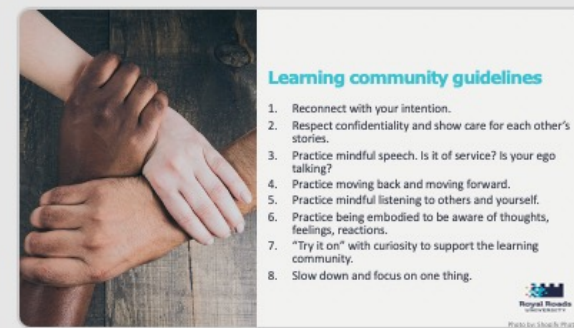 Learning community guidelines
1. Reconnect with your intention.
2. Respect confidentiality and show care for each other's
stories.
3. Practice mindful speech. Is it of service? Is your ego
talking?
4. Practice moving back and moving forward.
5. Practice mindful listening to others and yourself.
6. Practice being embodied to be aware of thoughts,
feelings, reactions.
7. "Try it on" with curiosity to support the learning
community.
8. Slow down and focus on one thing.
Royal Roads
UNIVERSITY
Photo by: Shopify